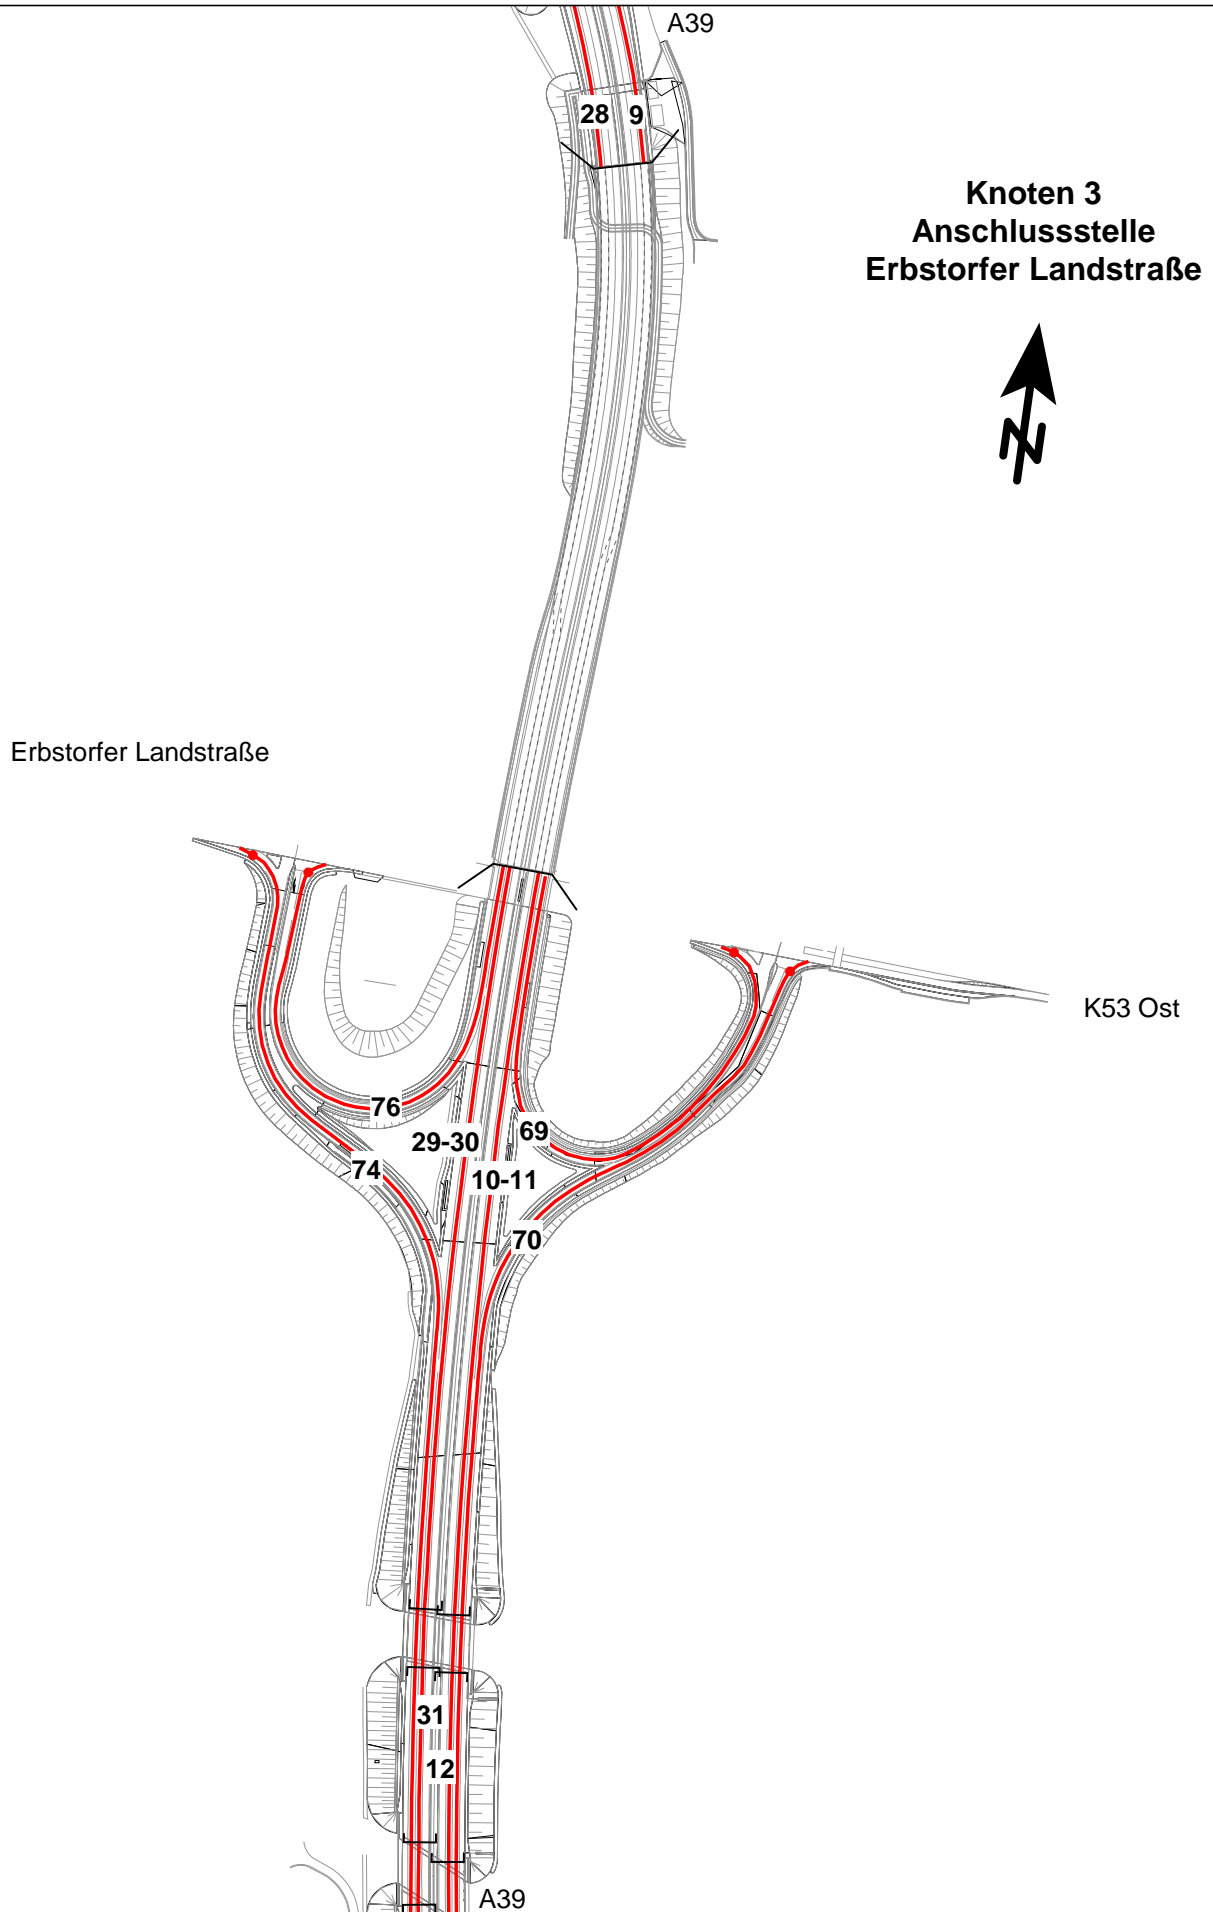 A39
28
9
Knoten 3
Anschlussstelle
Erbstorfer Landstraße
N
Erbstorfer Landstraße
K53 Ost
76
69
29-30
74
10-11
70
31
12
A39